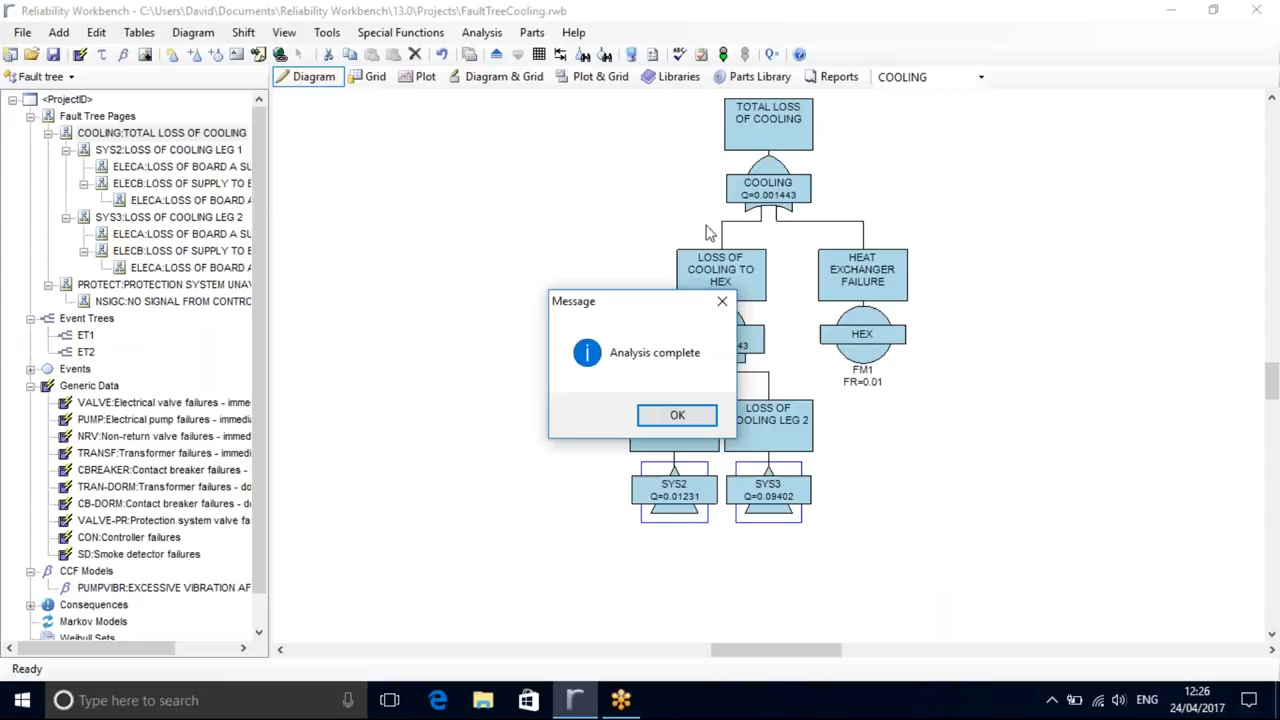 Reliability Workbench - C:\Users\David\Documents\Reliability Workbench\13.0\Projects\FaultTreeCooling.rwb
File Add Edit Tables Diagram Shift View Tools Special Functions Analysis Parts Help
Fault tree Diagram Grid Plot Diagram & Grid Plot & Grid Libraries Parts Library Reports COOLING
<ProjectID>
Fault Tree Pages
COOLING:TOTAL LOSS OF COOLING
SYS2:LOSS OF COOLING LEG 1
ELECA:LOSS OF BOARD A SU
ELECB:LOSS OF SUPPLY TO E
ELECA:LOSS OF BOARD A
SYS3:LOSS OF COOLING LEG 2
ELECA:LOSS OF BOARD A SU
ELECB:LOSS OF SUPPLY TO E
ELECA:LOSS OF BOARD A
PROTECT:PROTECTION SYSTEM UNA
NSIGC:NO SIGNAL FROM CONTRO
Event Trees
ET1
ET2
Events
Generic Data
VALVE:Electrical valve failures - immedia
PUMP:Electrical pump failures - immedia
NRV:Non-return valve failures - immedi
TRANSF:Transformer failures - immedi
CBREAKER:Contact breaker failures - i
TRAN-DORM:Transformer failures - do
CB-DORM:Contact breaker failures - d
VALVE-PR:Protection system valve fa
CON:Controller failures
SD:Smoke detector failures
CCF Models
PUMPVIBR:EXCESSIVE VIBRATION AF
Consequences
Markov Models
Weibull Sets
TOTAL LOSS
OF COOLING
COOLING
Q=0.001443
LOSS OF
COOLING TO
HEX
HEAT
EXCHANGER
FAILURE
HEX
FM1
FR=0.01
43
Message
Analysis complete
OK
LOSS OF
OOLING LEG 2
SYS2
Q=0.01231
SYS3
Q=0.09402
Ready
Type here to search
ENG
12:26
24/04/2017